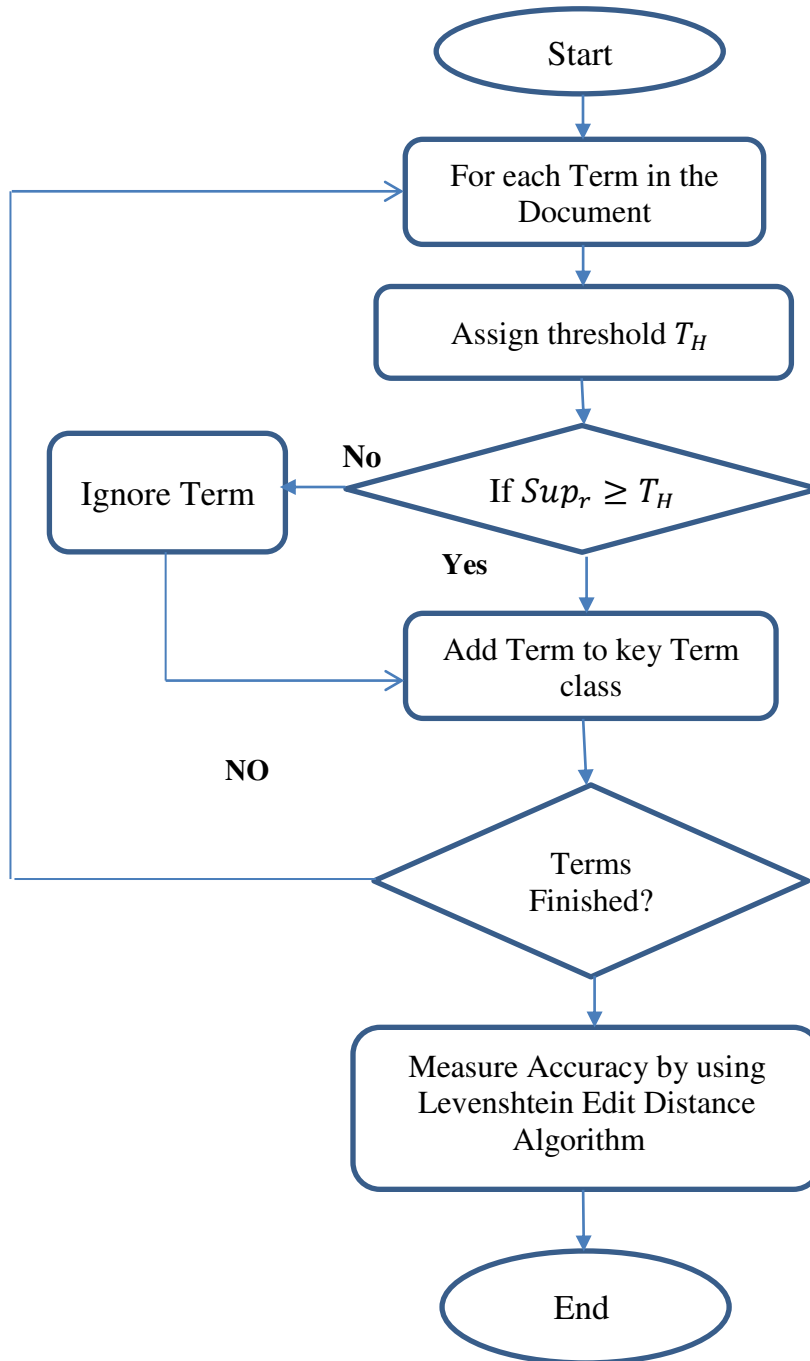 Start
For each Term in the
Document
Assign threshold T_H
No
Ignore Term
If Sup_r ≥ T_H
Yes
Add Term to key Term
class
NO
Terms
Finished?
Measure Accuracy by using
Levenshtein Edit Distance
Algorithm
End